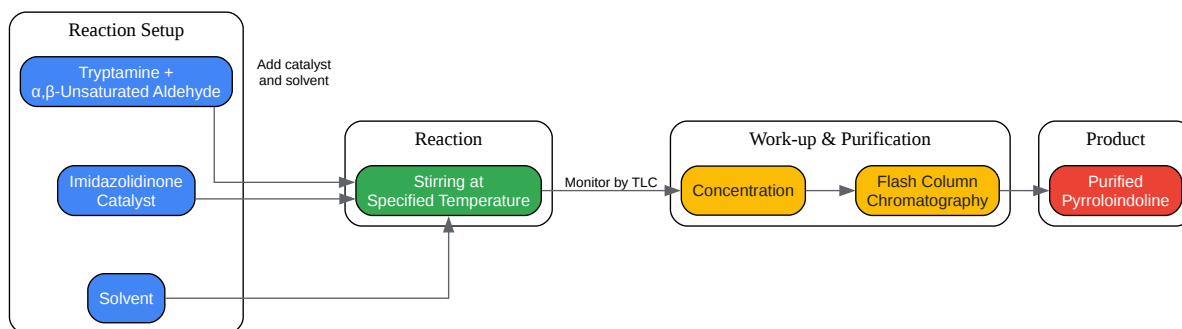 Reaction Setup
Tryptamine +
α,β-Unsaturated Aldehyde
Add catalyst
and solvent
Imidazolidinone
Catalyst
Solvent
Reaction
Stirring at
Specified Temperature
Monitor by TLC
Work-up & Purification
Concentration
Flash Column
Chromatography
Product
Purified
Pyrroloindoline